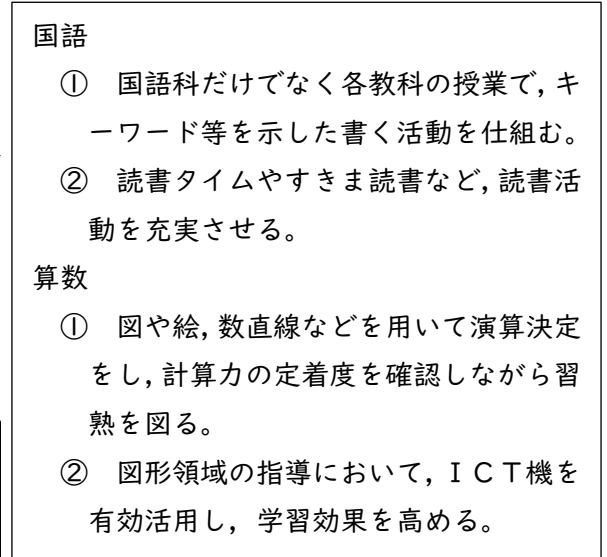 国語
① 国語科だけでなく各教科の授業で,キ
ーワード等を示した書く活動を仕組む。
② 読書タイムやすきま読書など,読書活
動を充実させる。
算数
① 図や絵,数直線などを用いて演算決定
をし,計算力の定着度を確認しながら習
熟を図る。
② 図形領域の指導において,ICT機を
有効活用し,学習効果を高める。